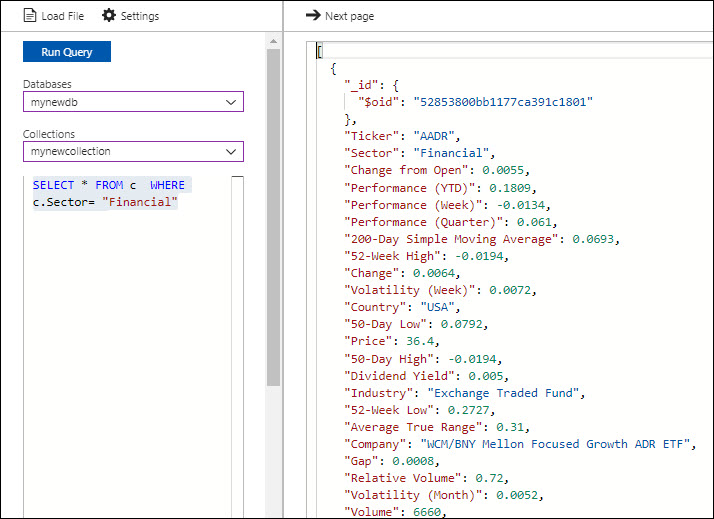 Load File Settings
Run Query
Databases
mynewdb
Collections
mynewcollection
SELECT * FROM c  WHERE
c.Sector= "Financial"
Next page
[
{
"_id": {
"$oid": "52853800bb1177ca391c1801"
},
"Ticker": "AADR",
"Sector": "Financial",
"Change from Open": 0.0055,
"Performance (YTD)": 0.1809,
"Performance (Week)": -0.0134,
"Performance (Quarter)": 0.061,
"200-Day Simple Moving Average": 0.0693,
"52-Week High": -0.0194,
"Change": 0.0064,
"Volatility (Week)": 0.0072,
"Country": "USA",
"50-Day Low": 0.0792,
"Price": 36.4,
"50-Day High": -0.0194,
"Dividend Yield": 0.005,
"Industry": "Exchange Traded Fund",
"52-Week Low": 0.2727,
"Average True Range": 0.31,
"Company": "WCM/BNY Mellon Focused Growth ADR ETF",
"Gap": 0.0008,
"Relative Volume": 0.72,
"Volatility (Month)": 0.0052,
"Volume": 6660,